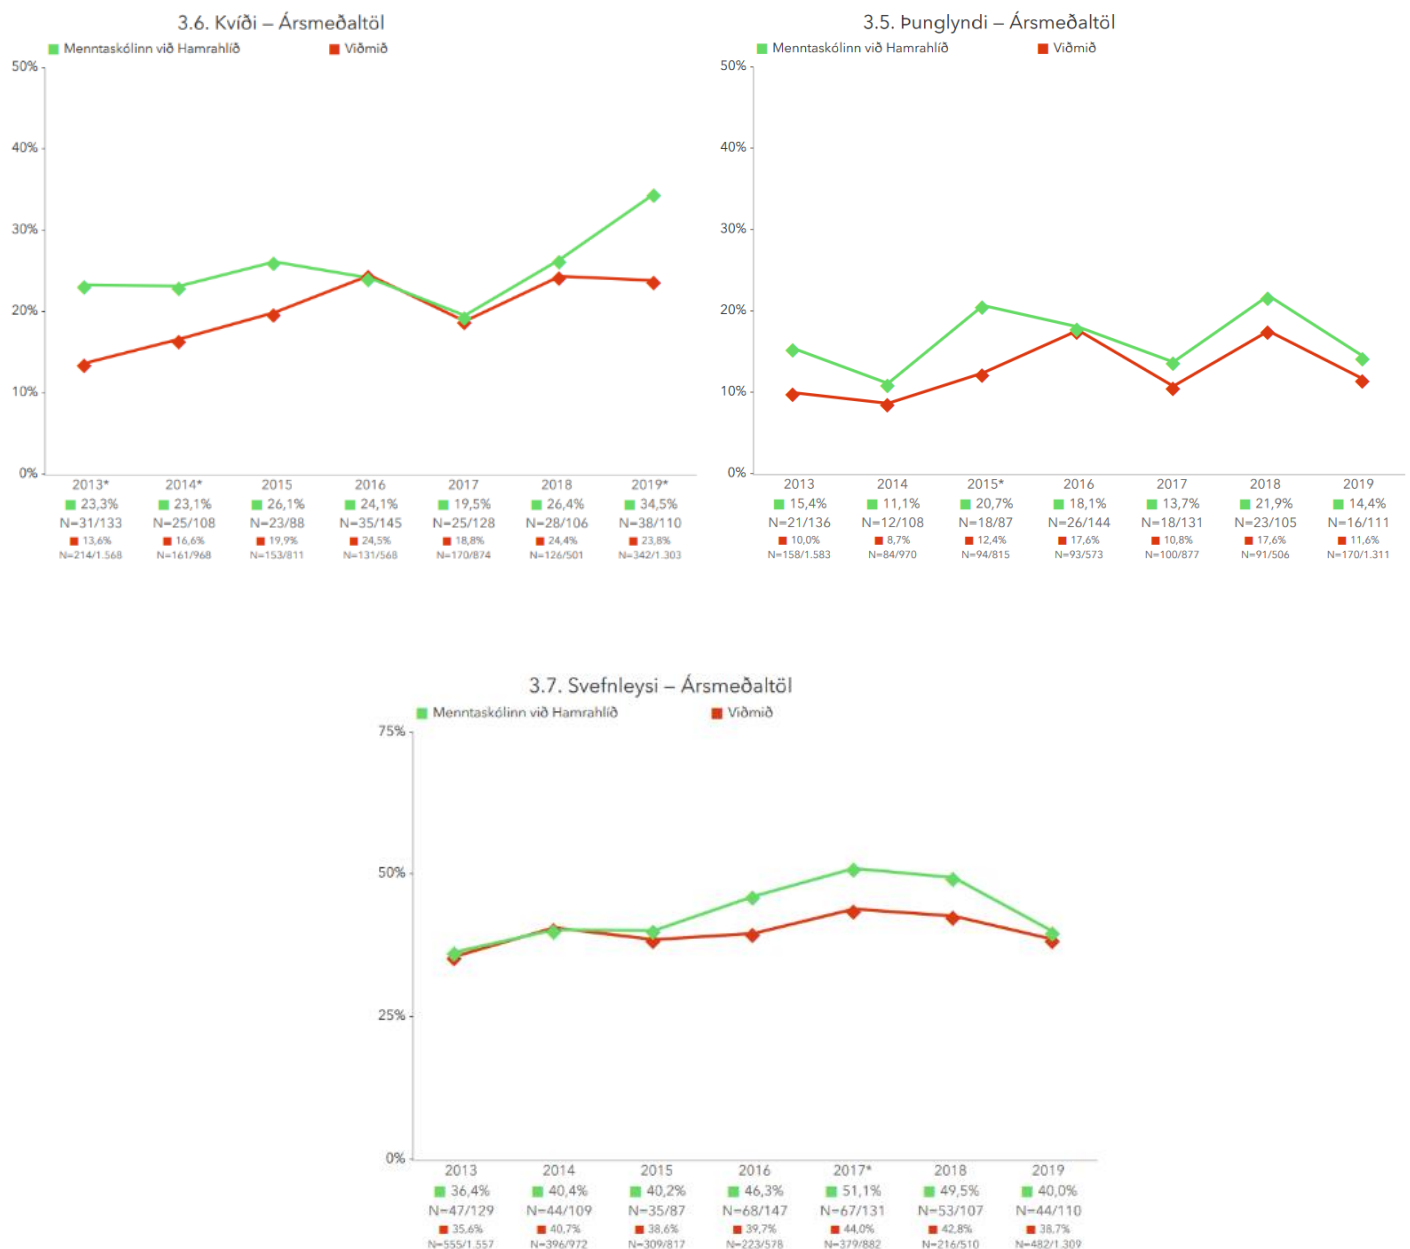 3.6. Kvíði – Ársmeðaltöl
Menntaskólinn við Hamrahlíð Viðmið
50%
40%
30%
20%
10%
0%
2013* 2014* 2015 2016 2017 2018 2019*
23,3% 23,1% 26,1% 24,1% 19,5% 26,4% 34,5%
N=31/133 N=25/108 N=23/88 N=35/145 N=25/128 N=28/106 N=38/110
13,6% 16,6% 19,9% 24,5% 18,8% 24,4% 23,8%
N=214/1.568 N=161/968 N=153/811 N=131/568 N=170/874 N=126/501 N=342/1.303
3.5. Þunglyndi – Ársmeðaltöl
Menntaskólinn við Hamrahlíð Viðmið
50%
40%
30%
20%
10%
0%
2013 2014 2015* 2016 2017 2018 2019
15,4% 11,1% 20,7% 18,1% 13,7% 21,9% 14,4%
N=21/136 N=12/108 N=18/87 N=26/144 N=18/131 N=23/105 N=16/111
10,0% 8,7% 12,4% 17,6% 10,8% 17,6% 11,6%
N=158/1.583 N=84/970 N=94/815 N=93/573 N=100/877 N=91/506 N=170/1.311
3.7. Svefnleysi – Ársmeðaltöl
Menntaskólinn við Hamrahlíð Viðmið
75%
50%
25%
0%
2013 2014 2015 2016 2017* 2018 2019
36,4% 40,4% 40,2% 46,3% 51,1% 49,5% 40,0%
N=47/129 N=44/109 N=35/87 N=68/147 N=67/131 N=53/107 N=44/110
35,6% 40,7% 38,6% 39,7% 44,0% 42,8% 38,7%
N=555/1.557 N=396/972 N=309/817 N=223/578 N=379/882 N=216/510 N=482/1.309